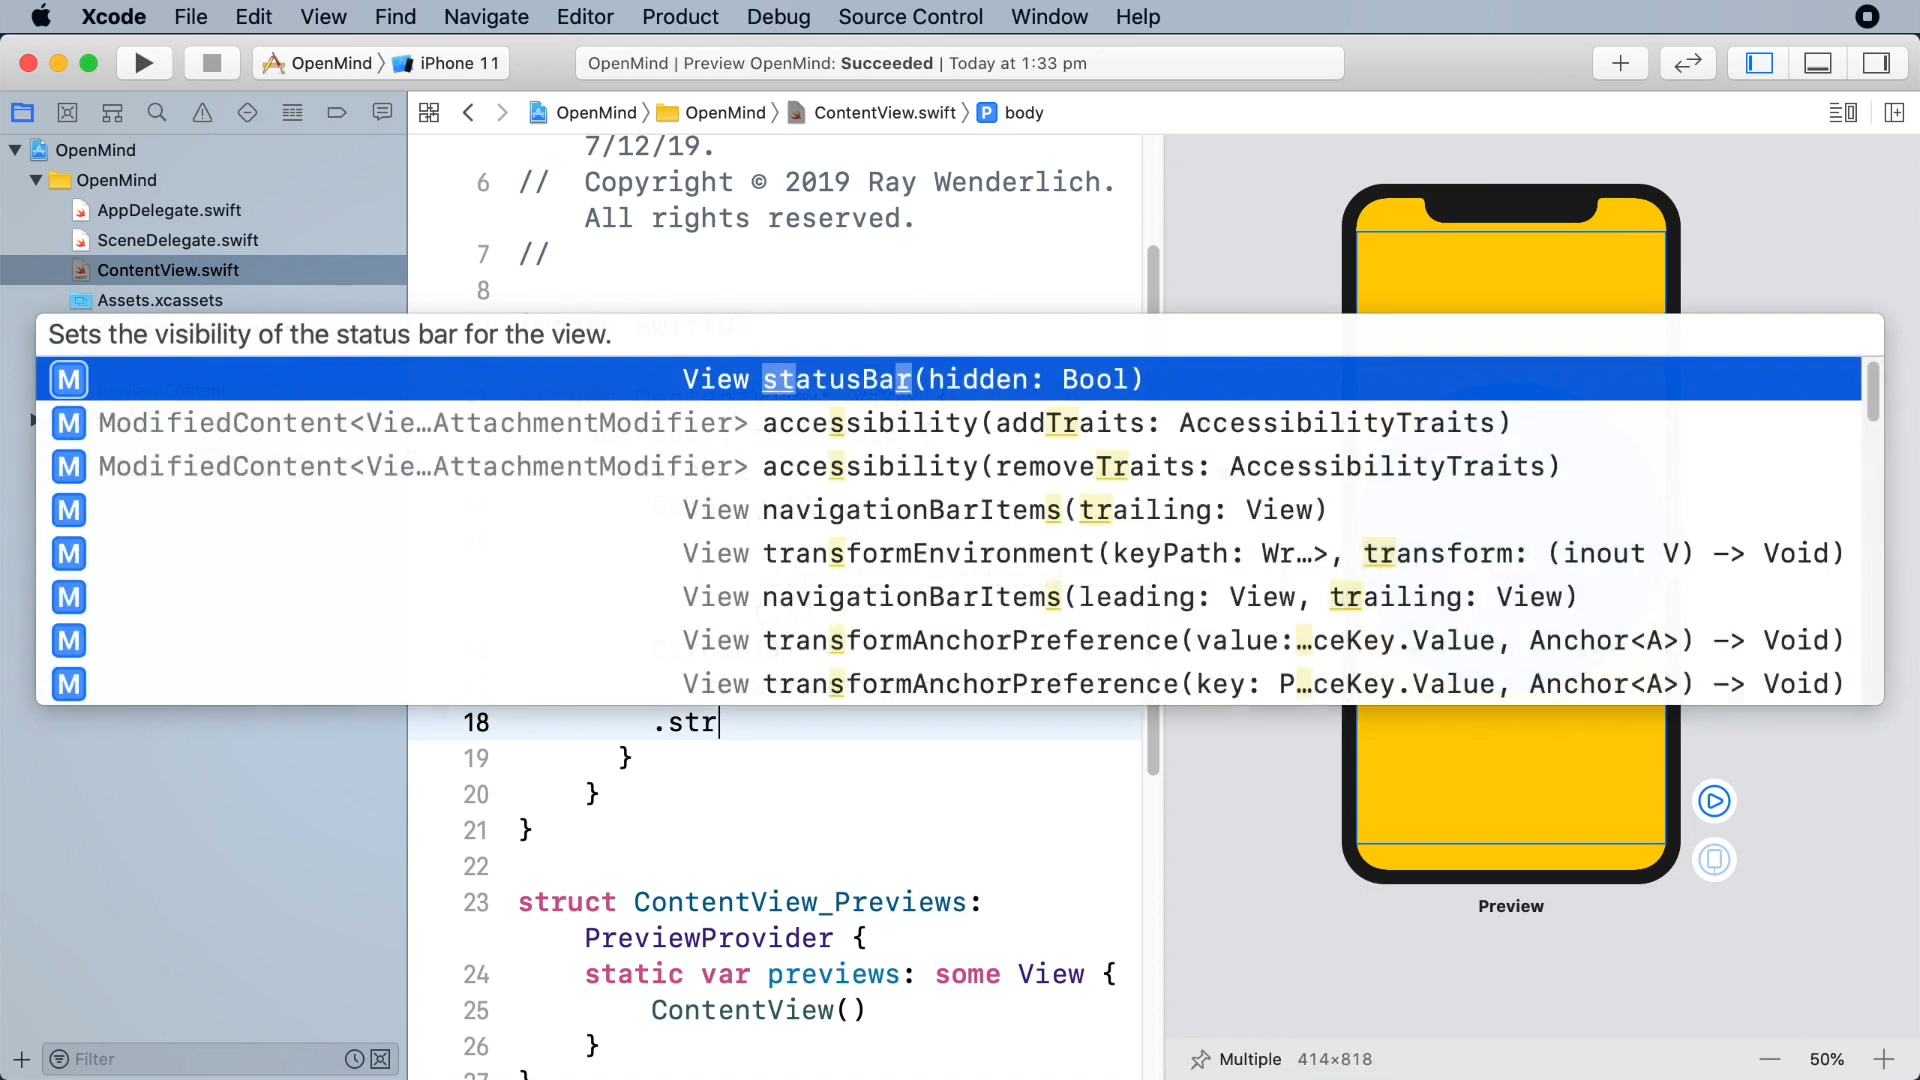 Xcode File Edit View Find Navigate Editor Product Debug Source Control Window Help
OpenMind iPhone 11
OpenMind | Preview OpenMind: Succeeded | Today at 1:33 pm
OpenMind OpenMind ContentView.swift P body
OpenMind
OpenMind
AppDelegate.swift
SceneDelegate.swift
ContentView.swift
Assets.xcassets
7/12/19.
6 // Copyright © 2019 Ray Wenderlich.
All rights reserved.
7 //
8
Sets the visibility of the status bar for the view.
M View statusBar(hidden: Bool)
M ModifiedContent<Vie…AttachmentModifier> accessibility(addTraits: AccessibilityTraits)
M ModifiedContent<Vie…AttachmentModifier> accessibility(removeTraits: AccessibilityTraits)
M View navigationBarItems(trailing: View)
M View transformEnvironment(keyPath: Wr…>, transform: (inout V) -> Void)
M View navigationBarItems(leading: View, trailing: View)
M View transformAnchorPreference(value:…ceKey.Value, Anchor<A>) -> Void)
M View transformAnchorPreference(key: P…ceKey.Value, Anchor<A>) -> Void)
18 .str
19 }
20 }
21 }
22
23 struct ContentView_Previews:
PreviewProvider {
24 static var previews: some View {
25 ContentView()
26 }
Preview
Filter
Multiple 414×818
50%